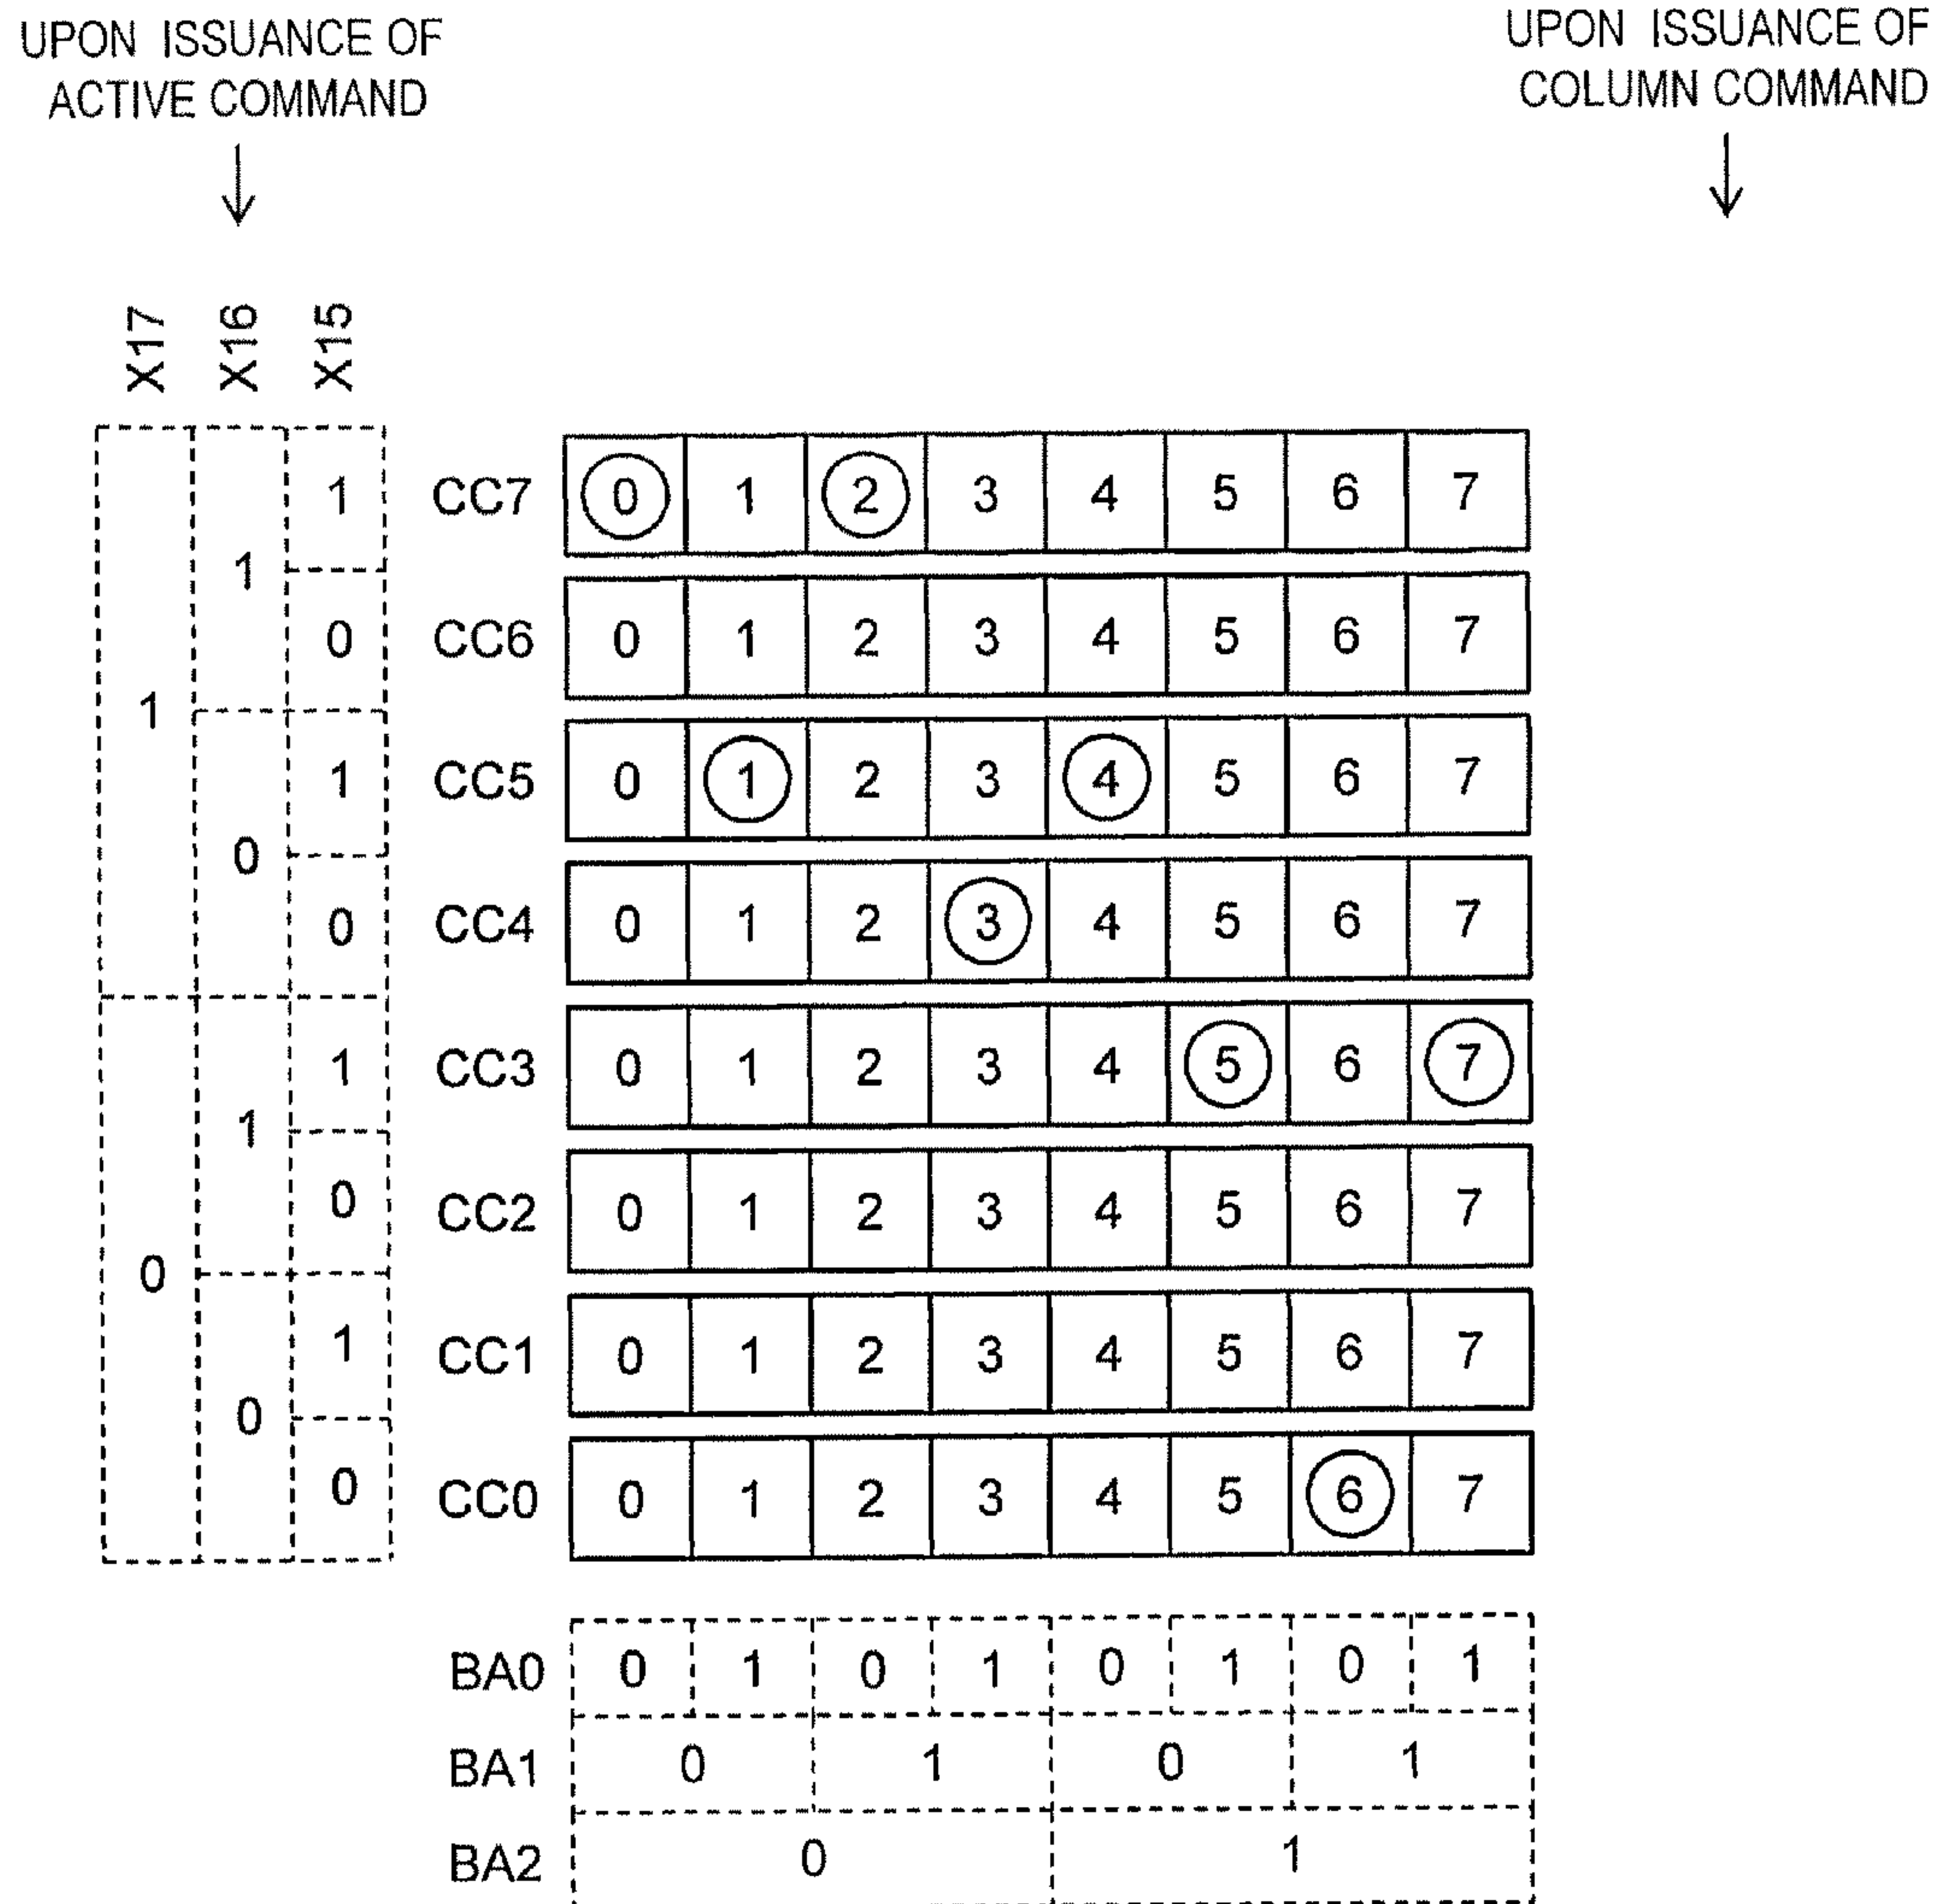 UPON ISSUANCE OF
ACTIVE COMMAND
UPON ISSUANCE OF
COLUMN COMMAND
X17 X16 X15
1 1 1 CC7 0 1 2 3 4 5 6 7
0 CC6 0 1 2 3 4 5 6 7
0 1 CC5 0 1 2 3 4 5 6 7
0 CC4 0 1 2 3 4 5 6 7
0 1 1 CC3 0 1 2 3 4 5 6 7
0 CC2 0 1 2 3 4 5 6 7
0 1 CC1 0 1 2 3 4 5 6 7
0 CC0 0 1 2 3 4 5 6 7
BA0 0 1 0 1 0 1 0 1
BA1 0 1 0 1
BA2 0 1